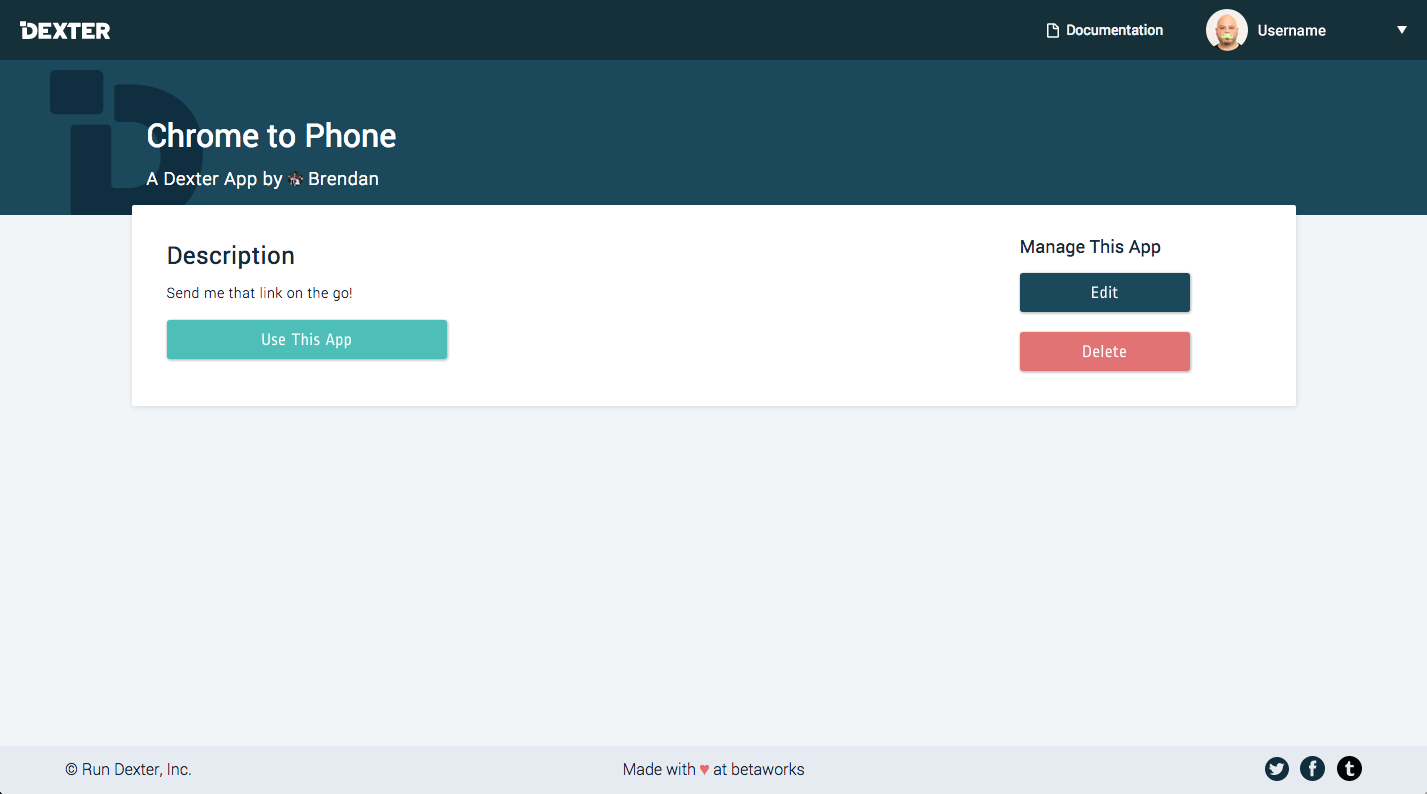 DEXTER
Documentation
Username
Chrome to Phone
A Dexter App by Brendan
Description
Send me that link on the go!
Use This App
Manage This App
Edit
Delete
© Run Dexter, Inc.
Made with ♥ at betaworks